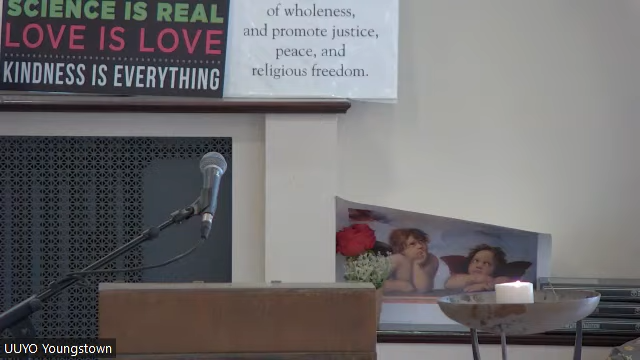 SCIENCE IS REAL
LOVE IS LOVE
KINDNESS IS EVERYTHING
of wholeness,
and promote justice,
peace, and
religious freedom.
UUYO Youngstown